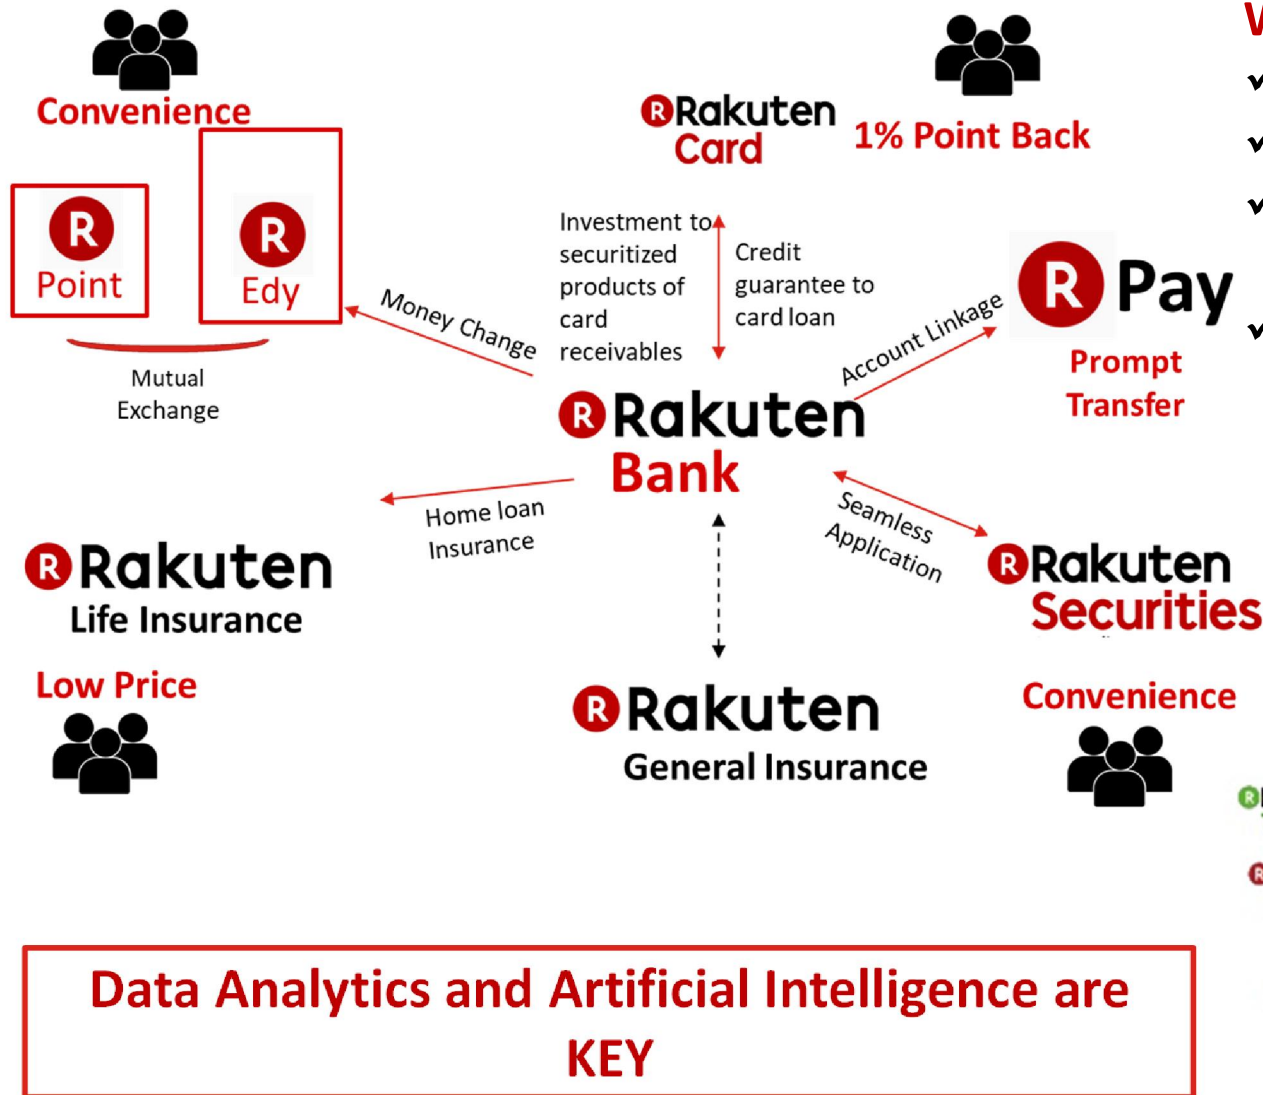 Convenience
R
Point
R
Edy
Mutual
Exchange
Money Change
R Rakuten
Card
1% Point Back
Investment to
securitized
products of
card
receivables
Credit
guarantee to
card loan
Account Linkage
R Pay
Prompt
Transfer
R Rakuten
Bank
Home loan
Insurance
Seamless
Application
R Rakuten
Life Insurance
Low Price
R Rakuten
Securities
Convenience
R Rakuten
General Insurance
R
R
Data Analytics and Artificial Intelligence are
KEY